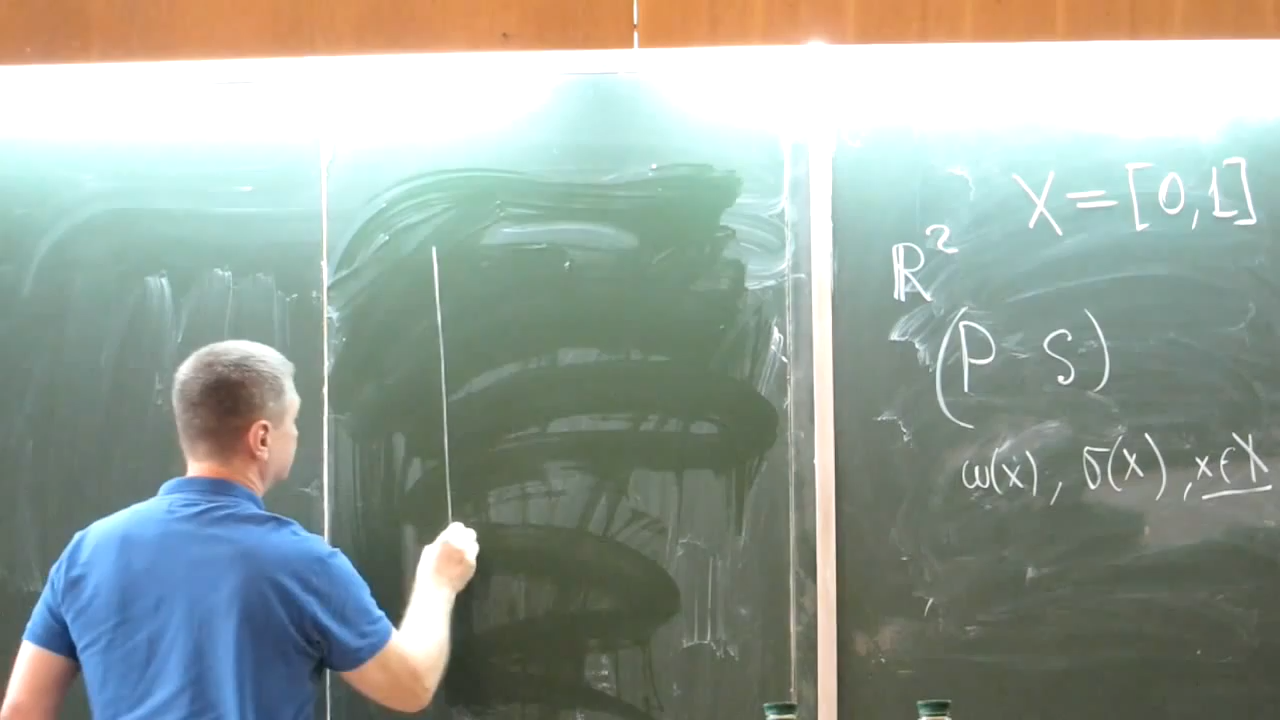 X = [0,1]
ℝ²
(P S)
ω(x), σ(x), x∈X